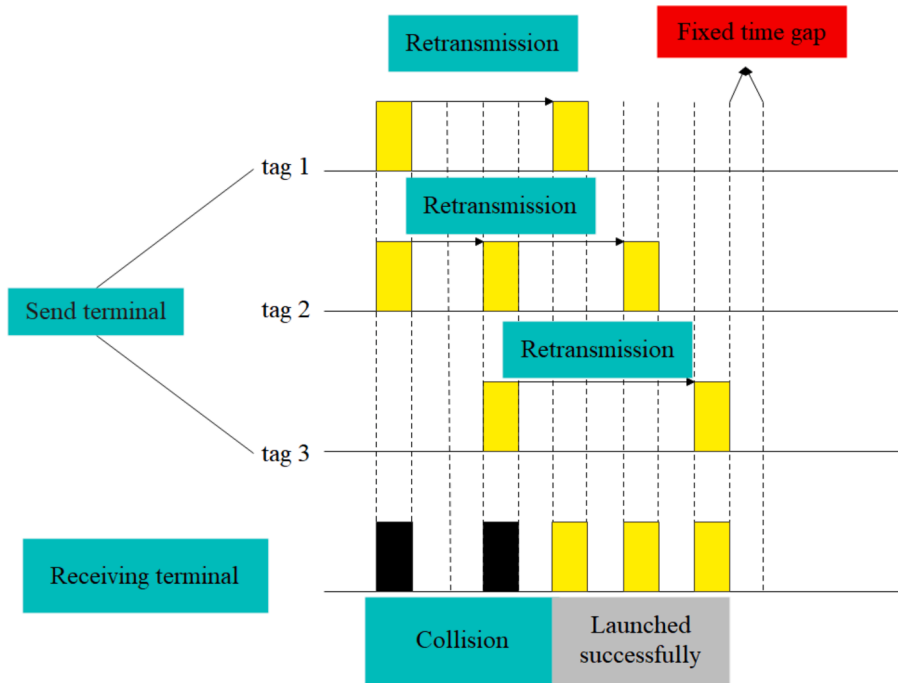 Retransmission
Fixed time gap
tag 1
Retransmission
Send terminal
tag 2
Retransmission
tag 3
Receiving terminal
Collision
Launched
successfully